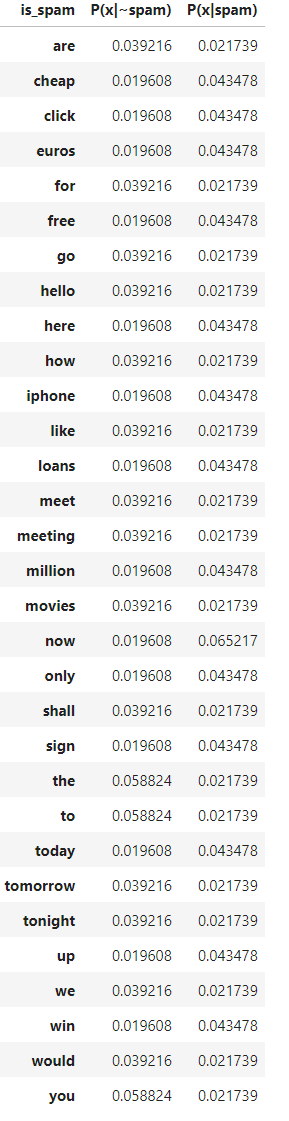 is_spam P(x|~spam) P(x|spam)
are 0.039216 0.021739
cheap 0.019608 0.043478
click 0.019608 0.043478
euros 0.019608 0.043478
for 0.039216 0.021739
free 0.019608 0.043478
go 0.039216 0.021739
hello 0.039216 0.021739
here 0.019608 0.043478
how 0.039216 0.021739
iphone 0.019608 0.043478
like 0.039216 0.021739
loans 0.019608 0.043478
meet 0.039216 0.021739
meeting 0.039216 0.021739
million 0.019608 0.043478
movies 0.039216 0.021739
now 0.019608 0.065217
only 0.019608 0.043478
shall 0.039216 0.021739
sign 0.019608 0.043478
the 0.058824 0.021739
to 0.058824 0.021739
today 0.019608 0.043478
tomorrow 0.039216 0.021739
tonight 0.039216 0.021739
up 0.019608 0.043478
we 0.039216 0.021739
win 0.019608 0.043478
would 0.039216 0.021739
you 0.058824 0.021739